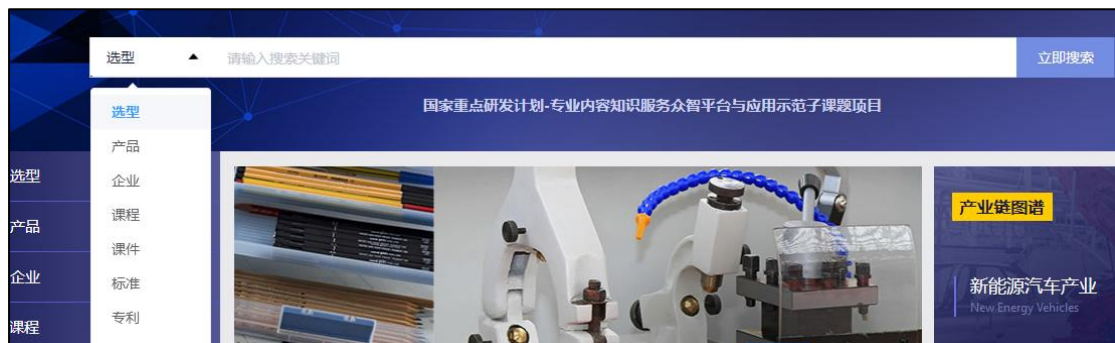 选型
请输入搜索关键词
立即搜索
国家重点研发计划-专业内容知识服务众智平台与应用示范子课题项目
选型
产品
企业
课程
课件
标准
专利
选型
产品
企业
课程
产业链图谱
新能源汽车产业
New Energy Vehicles